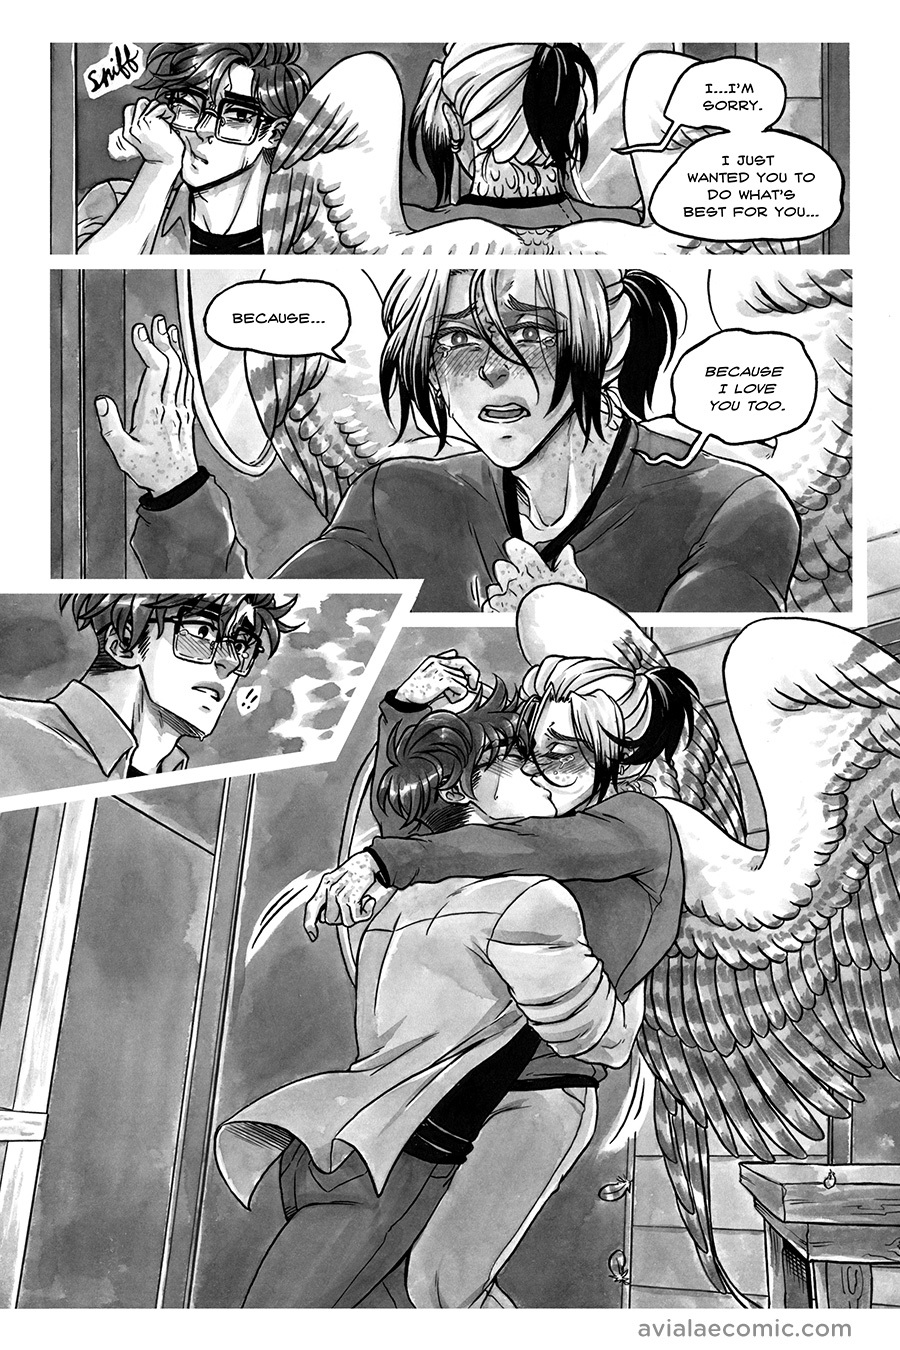 Sniff
I...I'M
SORRY.
I JUST
WANTED YOU TO
DO WHAT'S
BEST FOR YOU...
BECAUSE...
BECAUSE
I LOVE
YOU TOO.
!!
avialaecomic.com